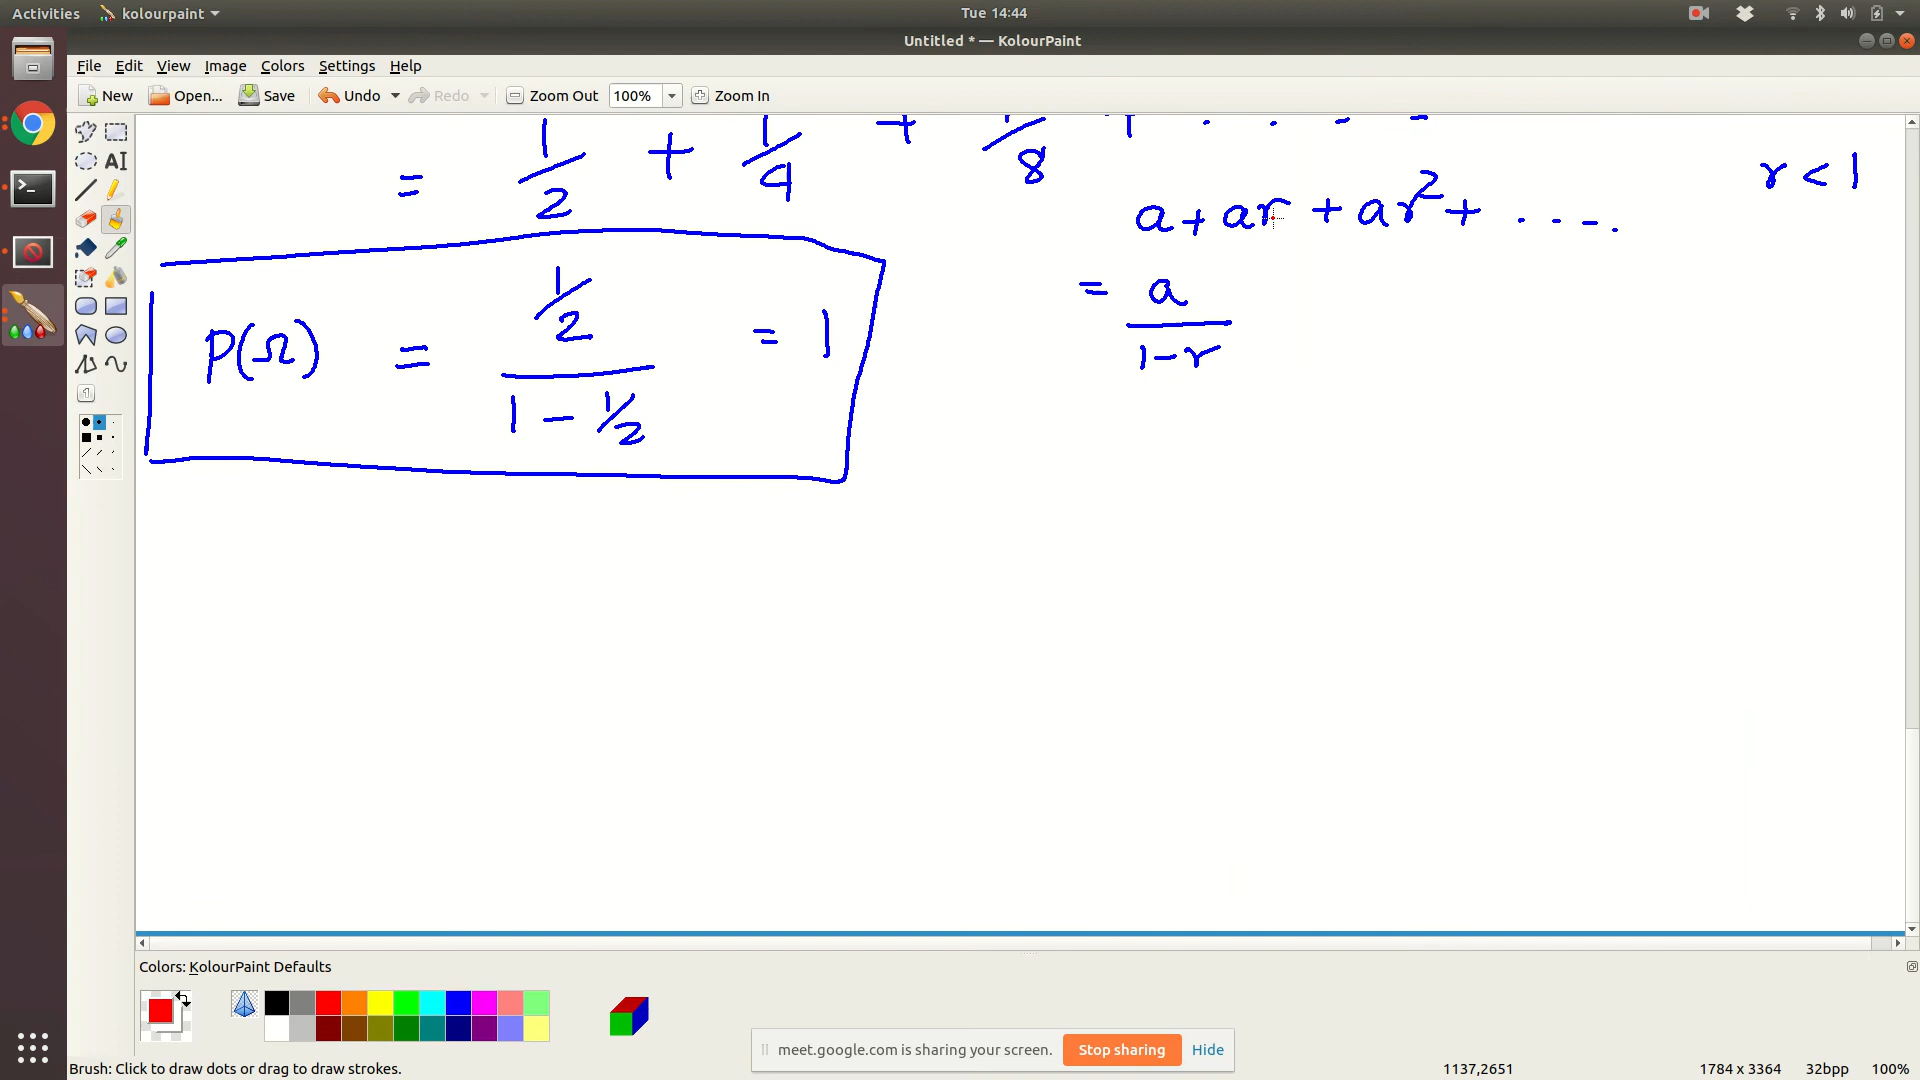 Activities kolourpaint Tue 14:44
Untitled * — KolourPaint
File Edit View Image Colors Settings Help
New Open... Save Undo Redo Zoom Out 100% Zoom In
= 1/2 + 1/4 + 1/8 + . . . .
r < 1
a + ar + ar² + . . . .
= a / (1-r)
P(Ω) = (1/2) / (1 - 1/2) = 1
Colors: KolourPaint Defaults
meet.google.com is sharing your screen. Stop sharing Hide
Brush: Click to draw dots or drag to draw strokes. 1137,2651 1784 x 3364 32bpp 100%